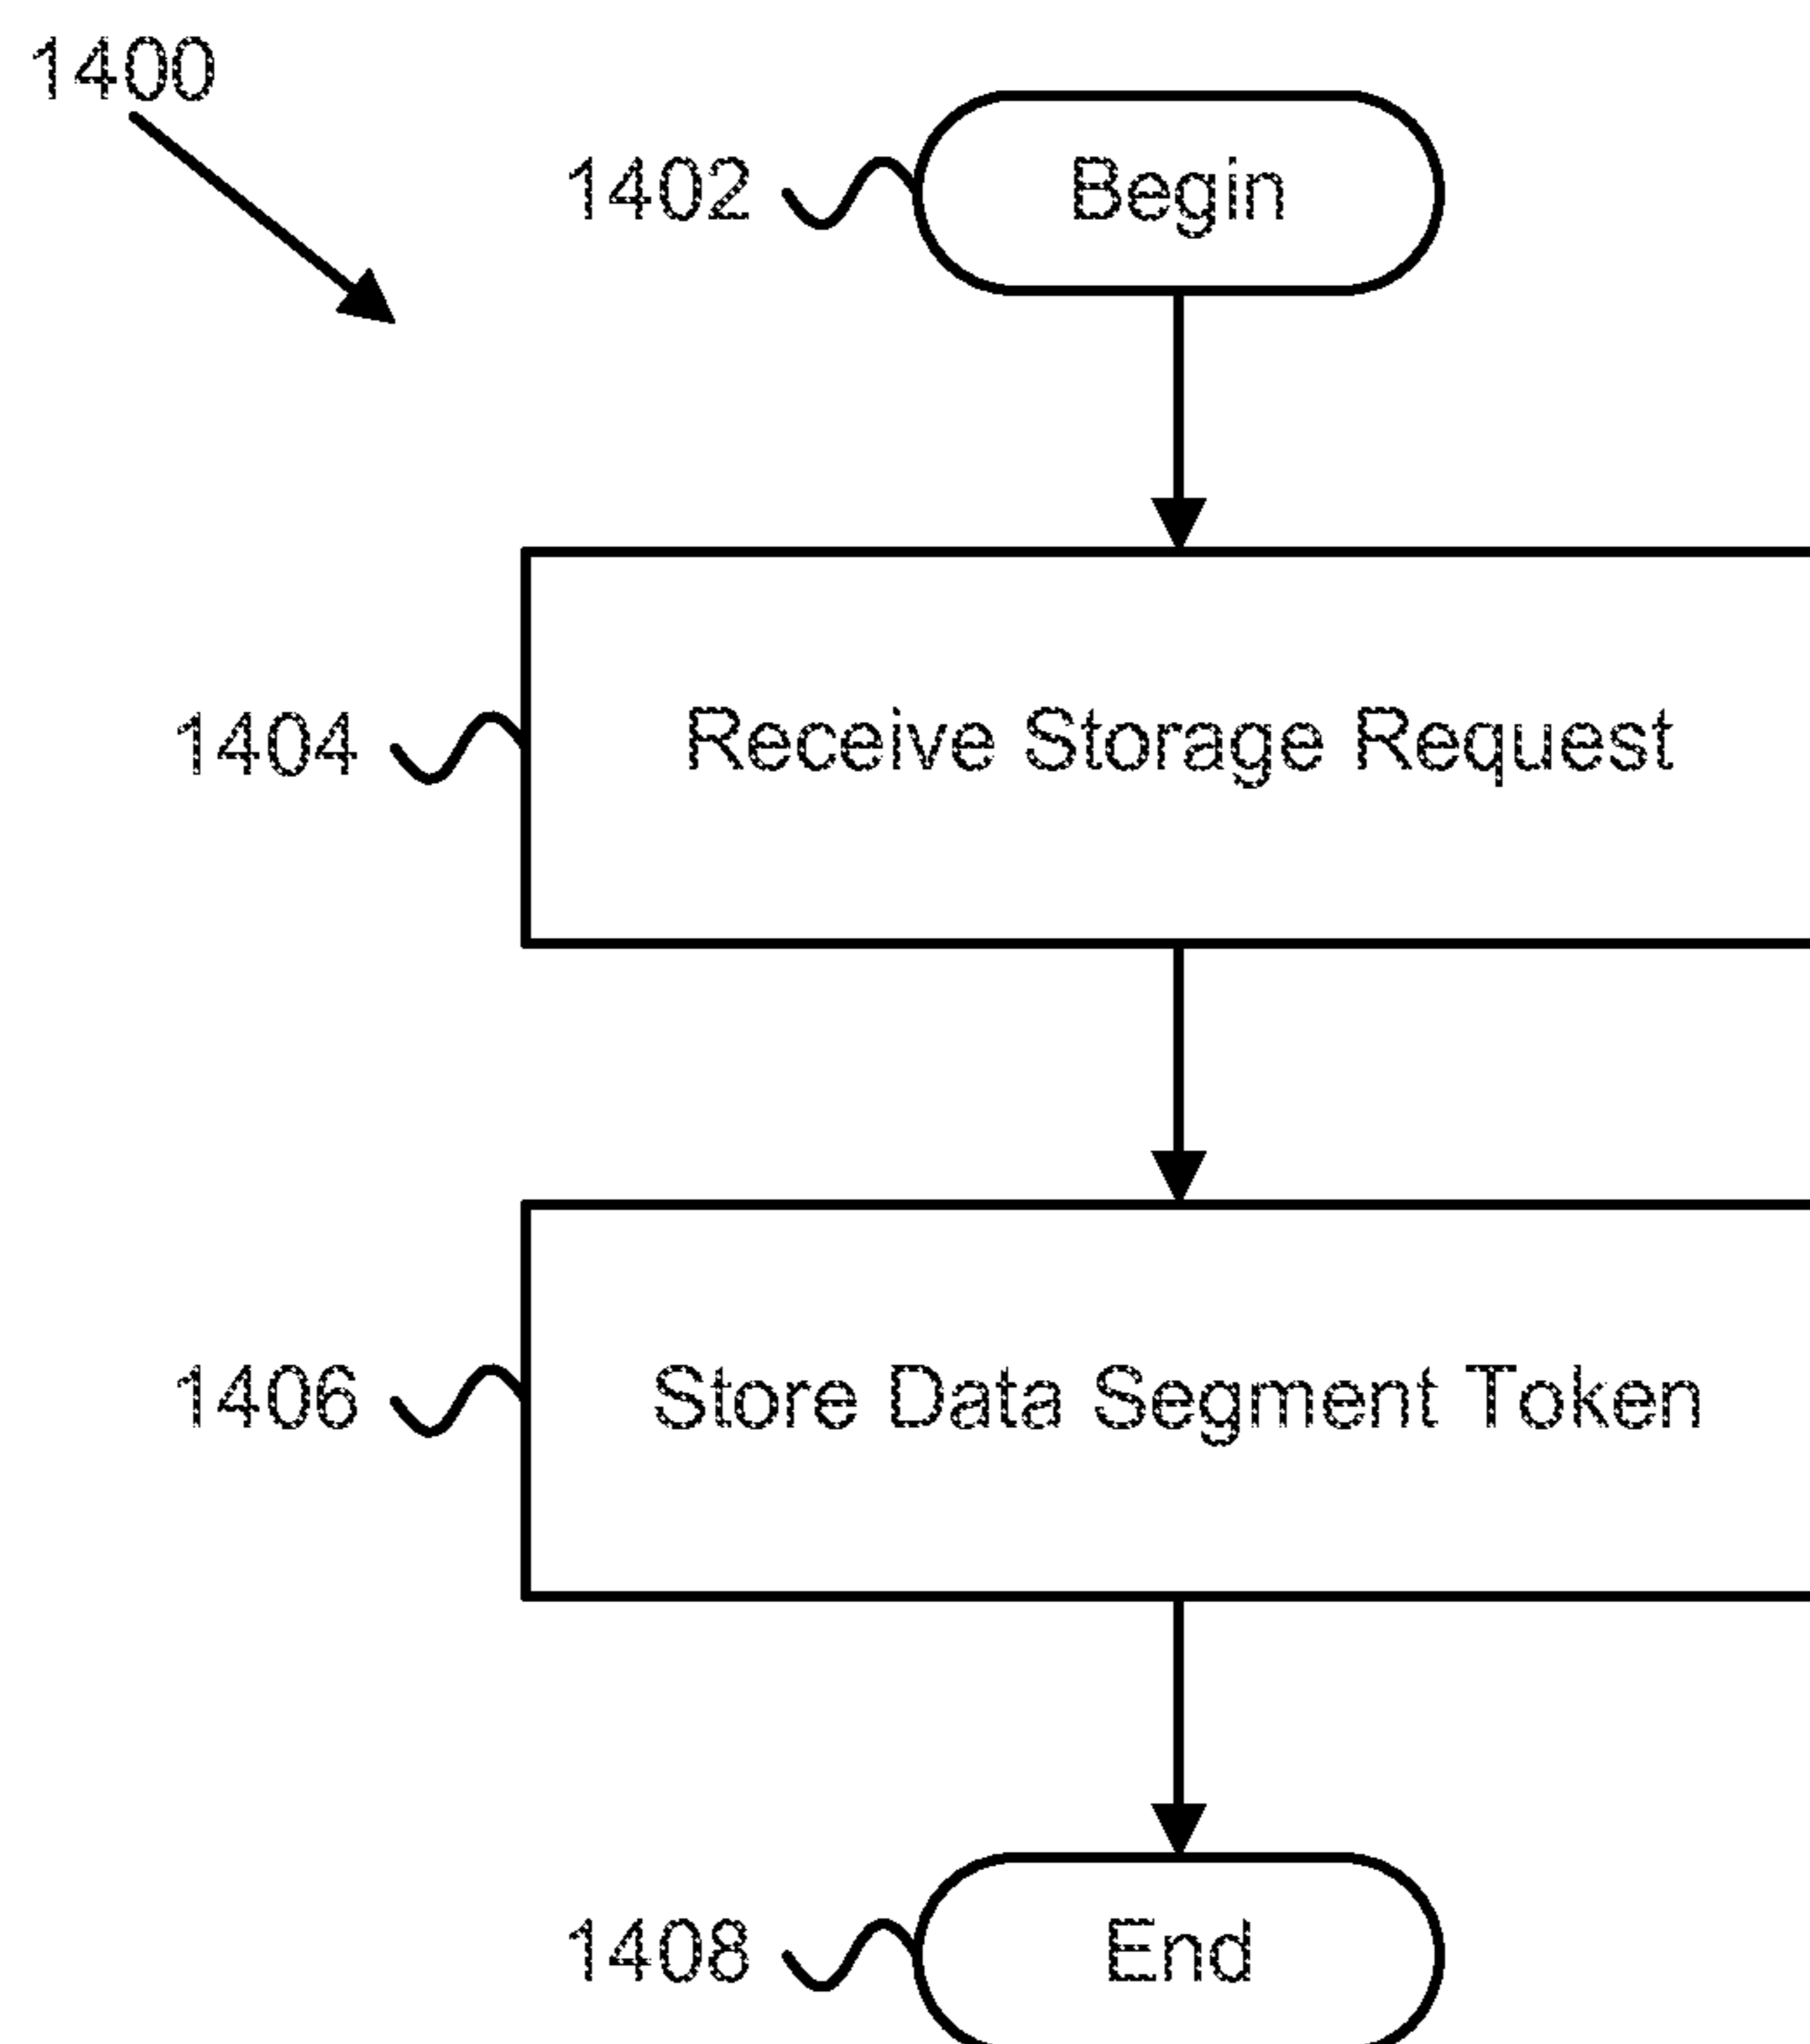 1400
1402 Begin
1404 Receive Storage Request
1406 Store Data Segment Token
1408 End